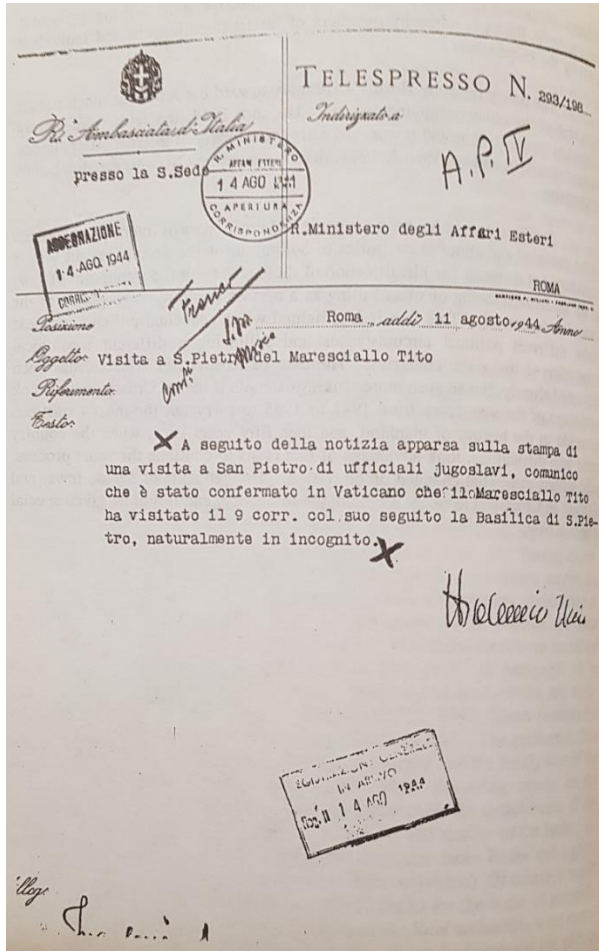 TELESPRESSO N. 293/198
Indirizzato a
R. Ambasciata d'Italia
presso la S.Sede
A.P. IV
R. MINISTERO
AFFARI ESTERI
14 AGO
APERTURA
CORRISPONDENZA
R.Ministero degli Affari Esteri
ASSEGNAZIONE
14 AGO. 1944
ROMA
Posizione
Roma addì 11 agosto 1944 Anno
Oggetto: Visita a S.Pietro del Maresciallo Tito
Riferimento:
Testo:
A seguito della notizia apparsa sulla stampa di
una visita a San Pietro di ufficiali jugoslavi, comunico
che è stato confermato in Vaticano che il Maresciallo Tito
ha visitato il 9 corr. col suo seguito la Basilica di S.Pie-
tro, naturalmente in incognito.
IN ARRIVO
14 AGO 1944